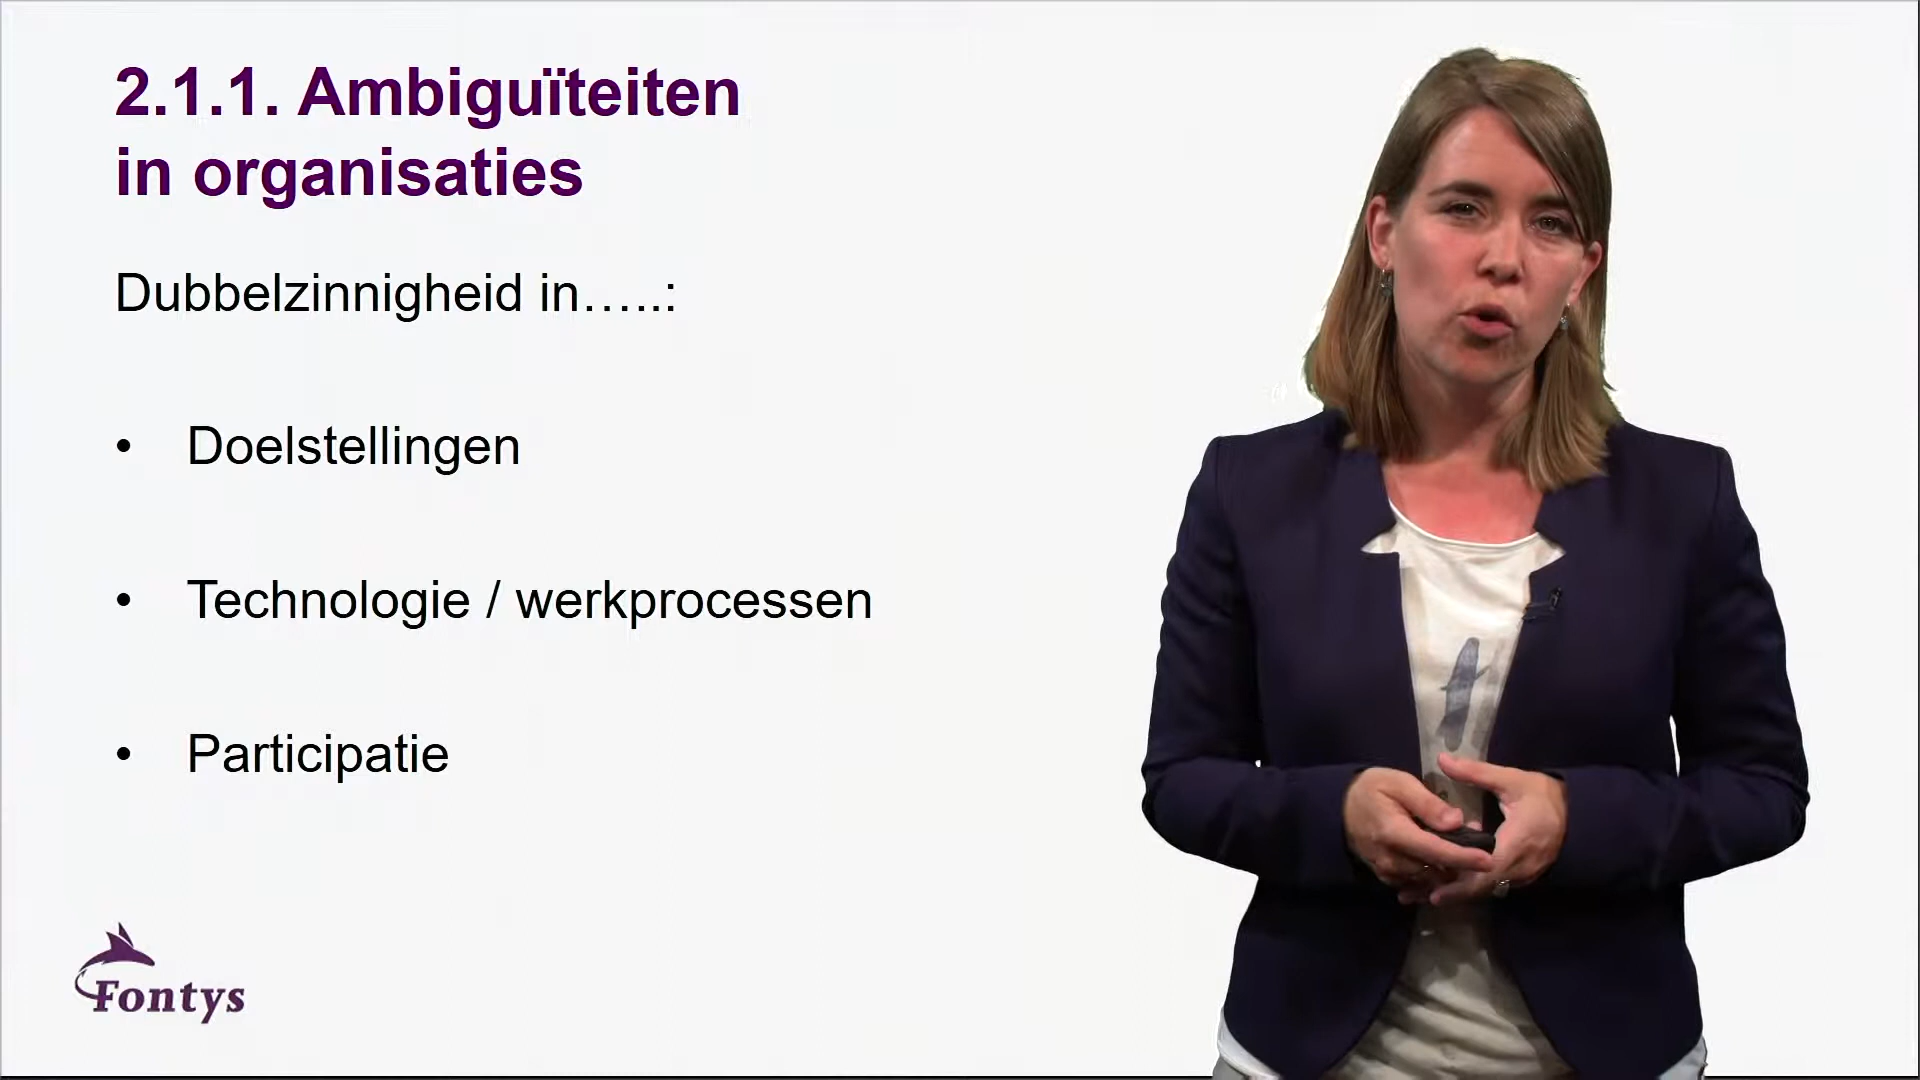 2.1.1. Ambiguïteiten
in organisaties
Dubbelzinnigheid in…..:
• Doelstellingen
• Technologie / werkprocessen
• Participatie
Fontys